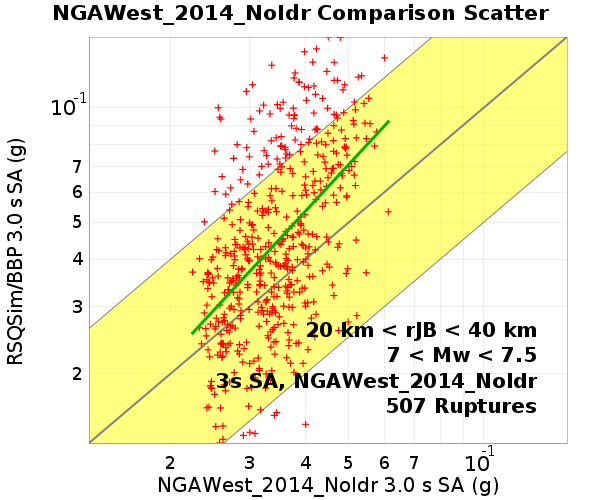 NGAWest_2014_NoIdr Comparison Scatter
RSQSim/BBP 3.0 s SA (g)
10-1
7
6
5
4
3
2
20 km < rJB < 40 km
7 < Mw < 7.5
3s SA, NGAWest_2014_NoIdr
507 Ruptures
2 3 4 5 6 7 10-1
NGAWest_2014_NoIdr 3.0 s SA (g)